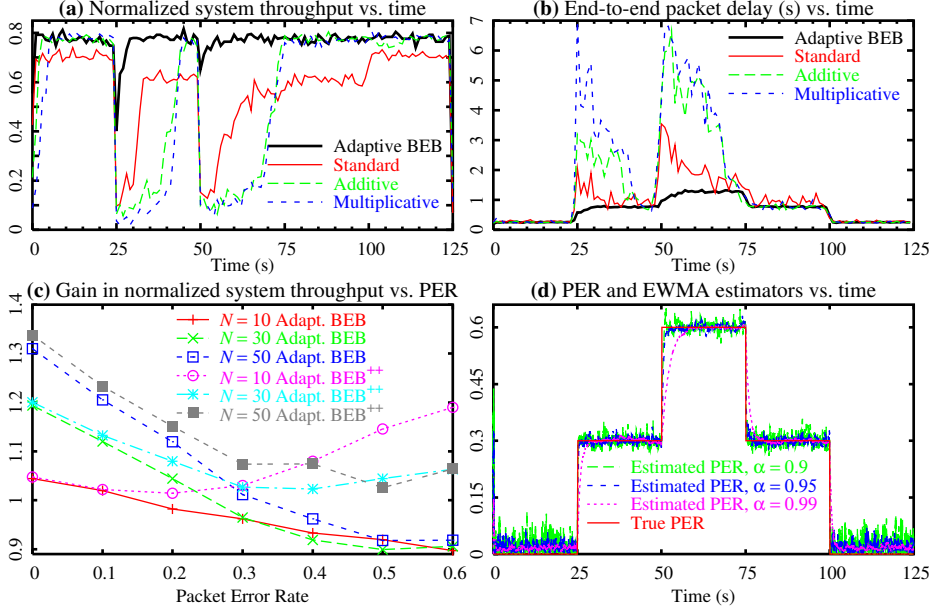 (a) Normalized system throughput vs. time
0.8
0.6
0.4
0.2
0
Adaptive BEB
Standard
Additive
Multiplicative
0 25 50 75 100 125
Time (s)
(b) End-to-end packet delay (s) vs. time
7
6
5
4
3
2
1
0
Adaptive BEB
Standard
Additive
Multiplicative
0 25 50 75 100 125
Time (s)
(c) Gain in normalized system throughput vs. PER
1.4
1.3
1.2
1.1
1
0.9
N = 10 Adapt. BEB
N = 30 Adapt. BEB
N = 50 Adapt. BEB
N = 10 Adapt. BEB++
N = 30 Adapt. BEB++
N = 50 Adapt. BEB++
0 0.1 0.2 0.3 0.4 0.5 0.6
Packet Error Rate
(d) PER and EWMA estimators vs. time
0.6
0.45
0.3
0.15
0
Estimated PER, α = 0.9
Estimated PER, α = 0.95
Estimated PER, α = 0.99
True PER
0 25 50 75 100 125
Time (s)